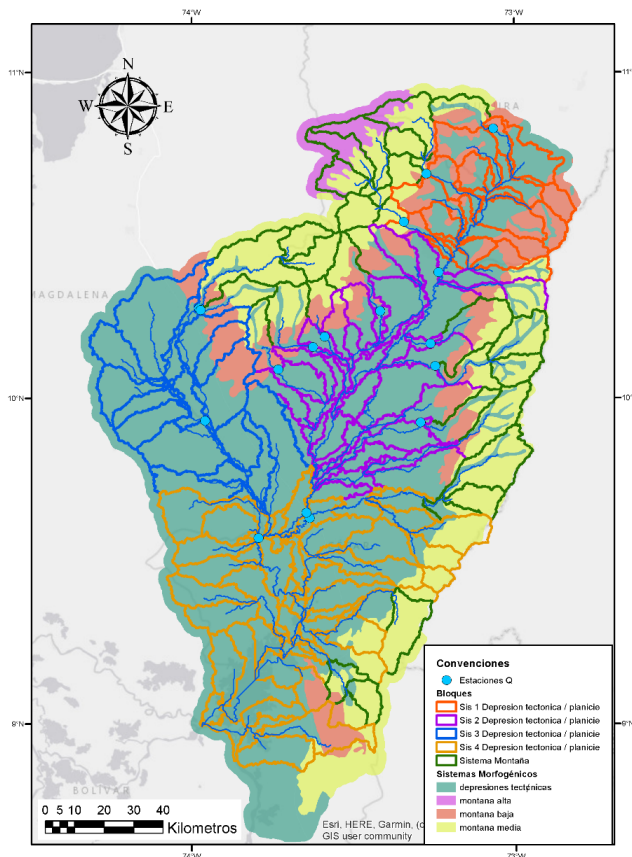 74°W
73°W
11°
11°
N
W
E
S
MAGDALENA
10°
10°
9°
9°
BOLÍVAR
Convenciones
Estaciones Q
Bloques
Sis 1 Depresion tectonica / planicie
Sis 2 Depresion tectonica / planicie
Sis 3 Depresion tectonica / planicie
Sis 4 Depresion tectonica / planicie
Sistema Montaña
Sistemas Morfogénicos
depresiones tectónicas
montana alta
montana baja
montana media
0 5 10 20 30 40
Kilometros
Esri, HERE, Garmin, (c
GIS user community
74°W